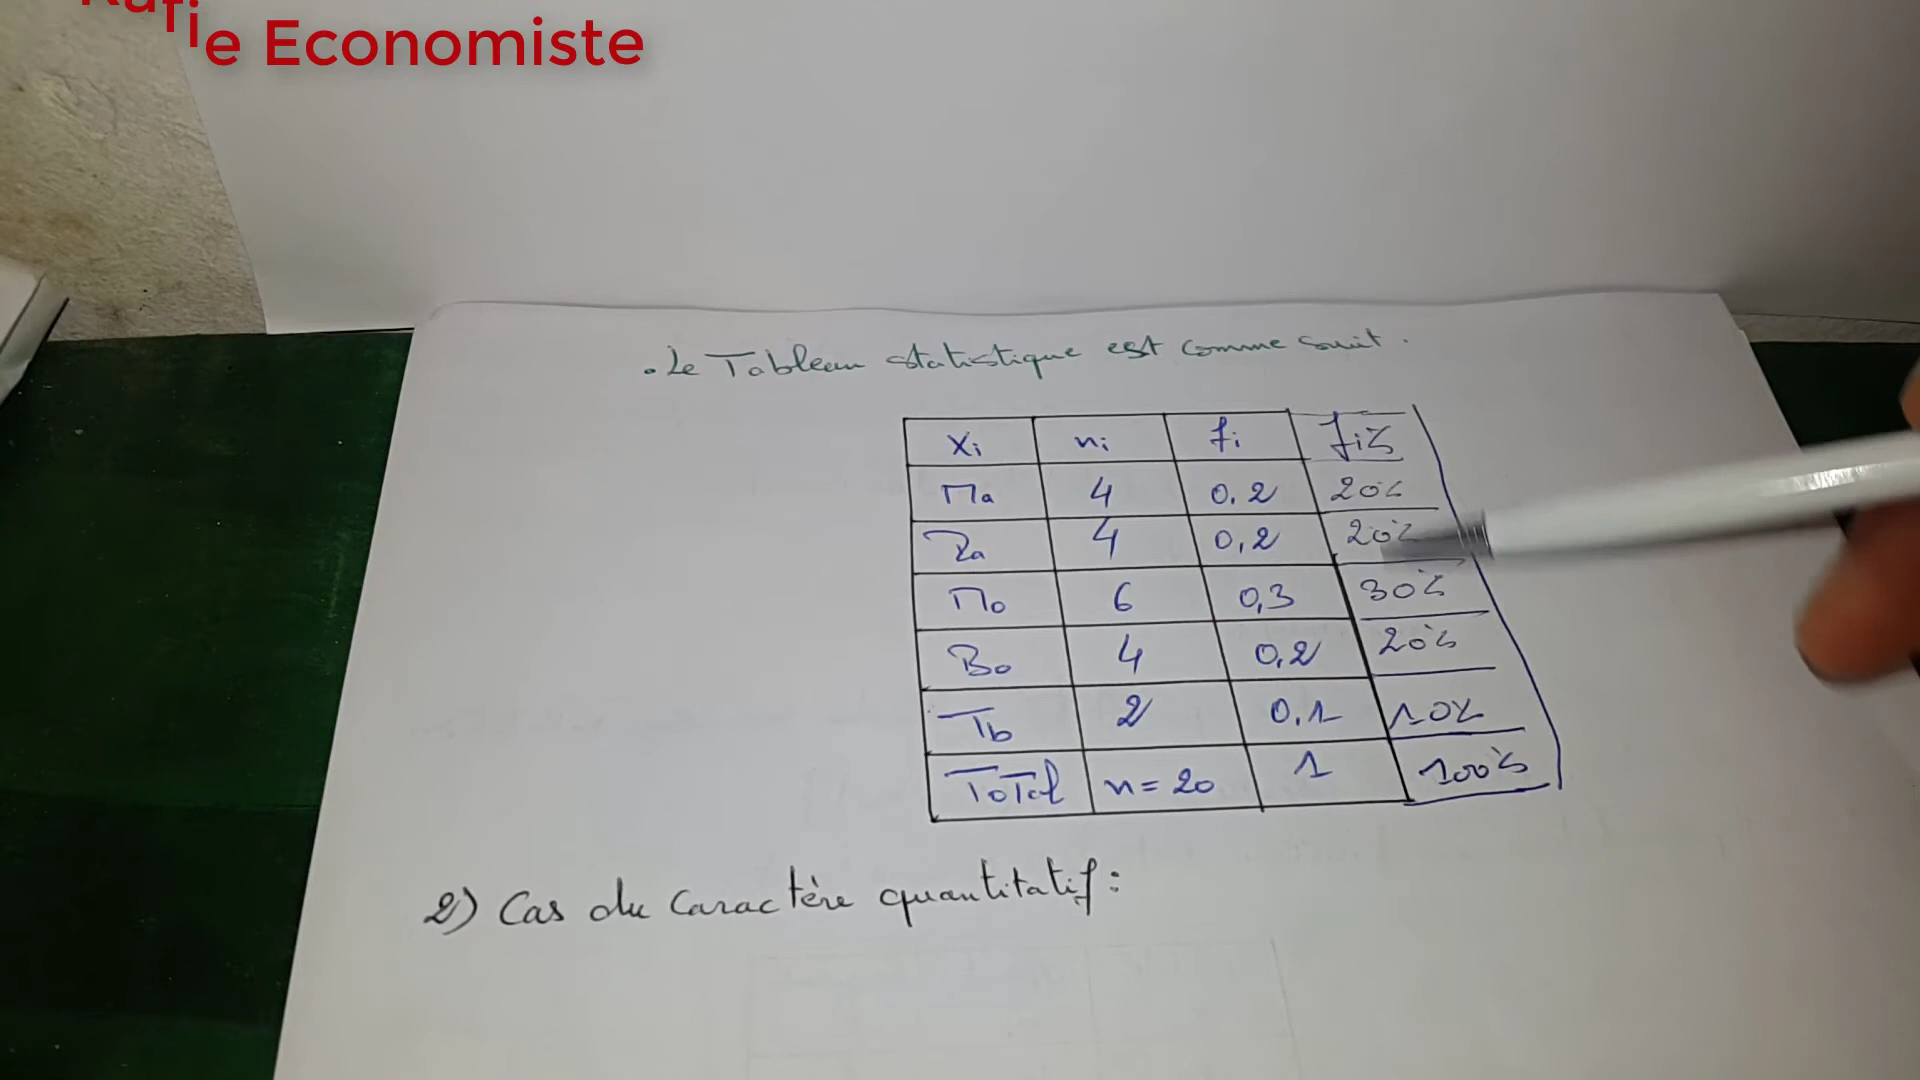 e Economiste
. Le Tableau statistique est comme suit .
Xi ni fi fi%
Ma 4 0.2 20%
Ra 4 0,2 20%
Mo 6 0,3 30%
Bo 4 0,2 20%
Tb 2 0,1 10%
ToTal n = 20 1 100%
2) Cas du Caractère quantitatif :